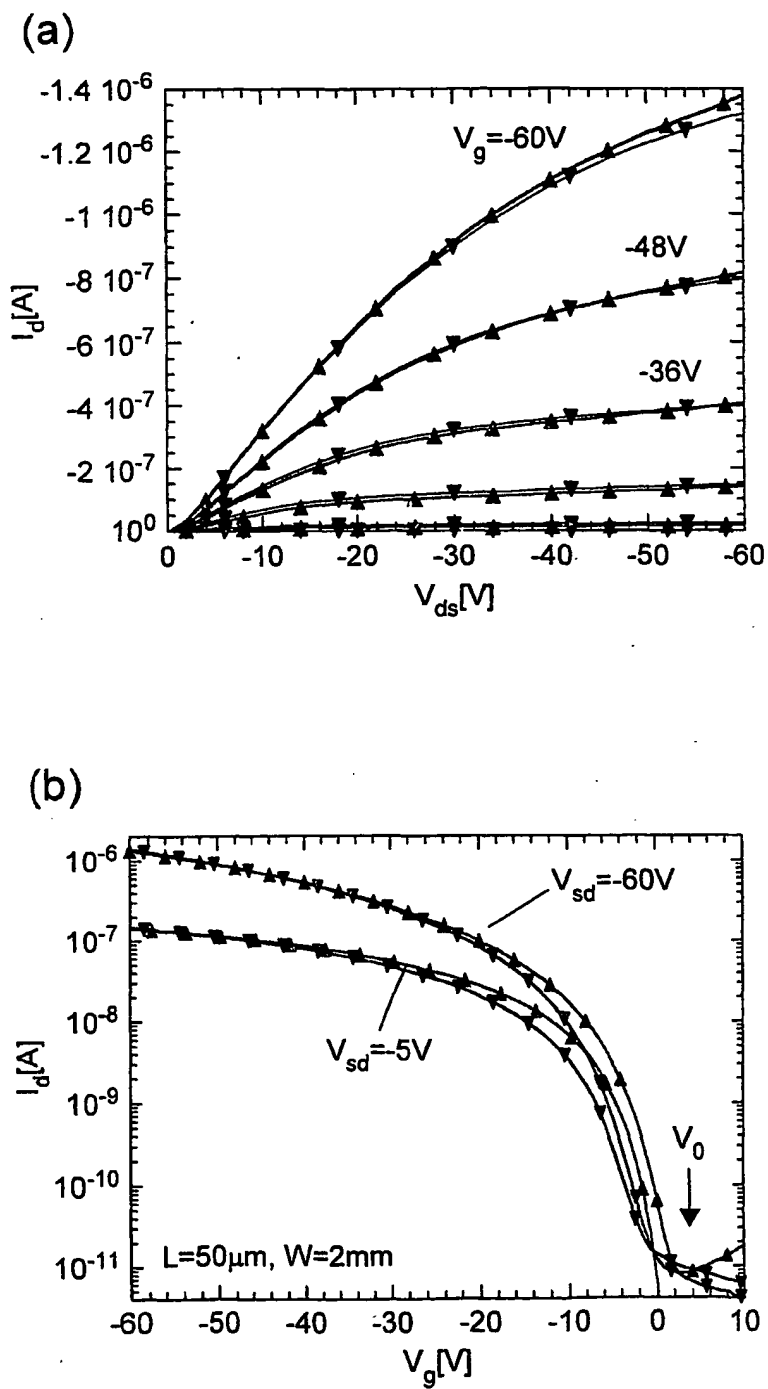 (a)
-1.4 10⁻⁶
-1.2 10⁻⁶
-1 10⁻⁶
-8 10⁻⁷
-6 10⁻⁷
-4 10⁻⁷
-2 10⁻⁷
10⁰
I_d[A]
V_g=-60V
-48V
-36V
0 -10 -20 -30 -40 -50 -60
V_ds[V]
(b)
10⁻⁶
10⁻⁷
10⁻⁸
10⁻⁹
10⁻¹⁰
10⁻¹¹
I_d[A]
V_sd=-60V
V_sd=-5V
V₀
L=50μm, W=2mm
-60 -50 -40 -30 -20 -10 0 10
V_g[V]